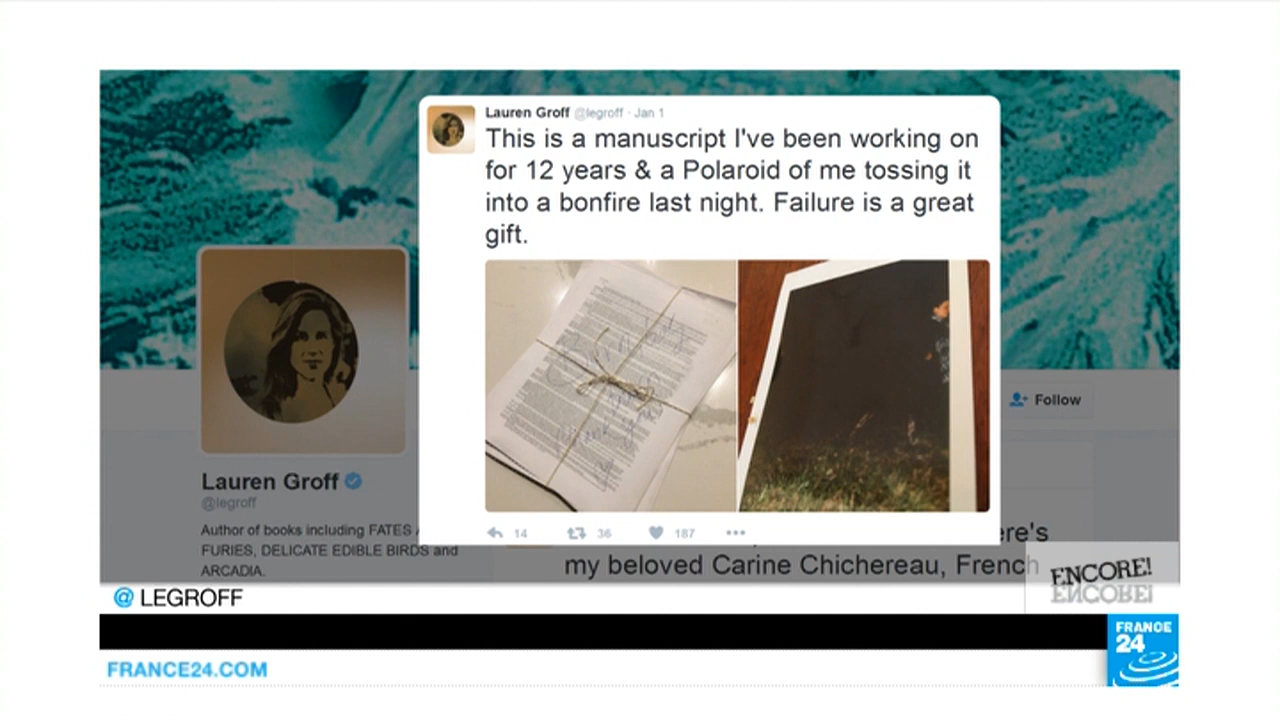 Lauren Groff @legroff · Jan 1
This is a manuscript I've been working on
for 12 years & a Polaroid of me tossing it
into a bonfire last night. Failure is a great
gift.
14 36 187
Follow
Lauren Groff
@legroff
Author of books including FATES
FURIES, DELICATE EDIBLE BIRDS and
ARCADIA.
my beloved Carine Chichereau, French
ENCORE!
@ LEGROFF
FRANCE
24
FRANCE24.COM